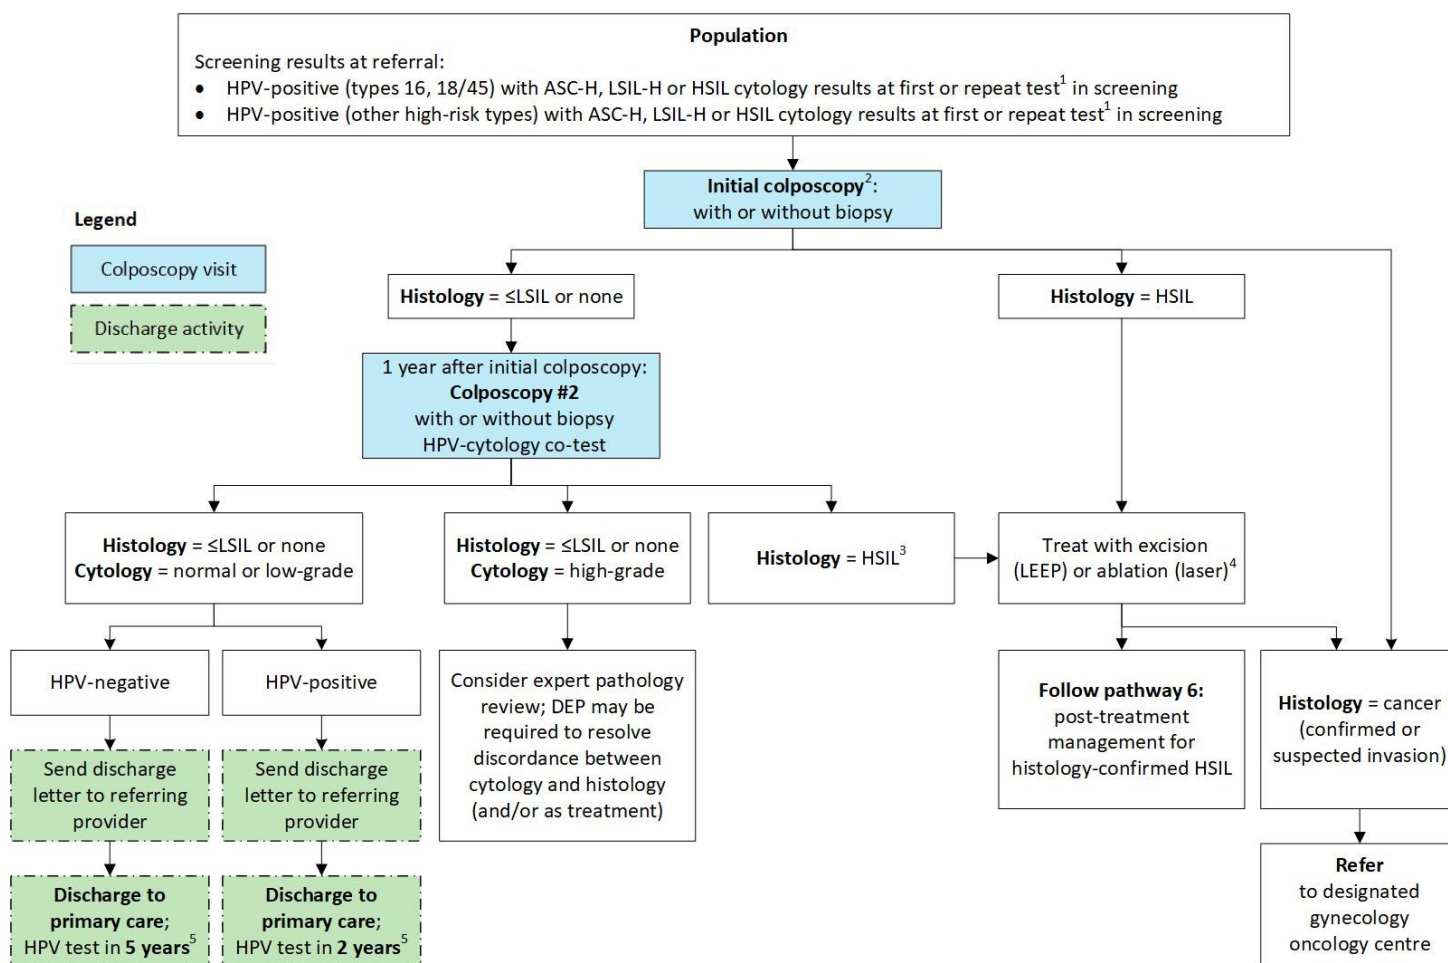 Population
Screening results at referral:
• HPV-positive (types 16, 18/45) with ASC-H, LSIL-H or HSIL cytology results at first or repeat test¹ in screening
• HPV-positive (other high-risk types) with ASC-H, LSIL-H or HSIL cytology results at first or repeat test¹ in screening
Initial colposcopy²:
with or without biopsy
Legend
Colposcopy visit
Discharge activity
Histology = ≤LSIL or none
Histology = HSIL
1 year after initial colposcopy:
Colposcopy #2
with or without biopsy
HPV-cytology co-test
Histology = ≤LSIL or none
Cytology = normal or low-grade
Histology = ≤LSIL or none
Cytology = high-grade
Histology = HSIL³
Treat with excision
(LEEP) or ablation (laser)⁴
HPV-negative
HPV-positive
Consider expert pathology
review; DEP may be
required to resolve
discordance between
cytology and histology
(and/or as treatment)
Follow pathway 6:
post-treatment
management for
histology-confirmed HSIL
Histology = cancer
(confirmed or
suspected invasion)
Send discharge
letter to referring
provider
Send discharge
letter to referring
provider
Discharge to
primary care;
HPV test in 5 years⁵
Discharge to
primary care;
HPV test in 2 years⁵
Refer
to designated
gynecology
oncology centre